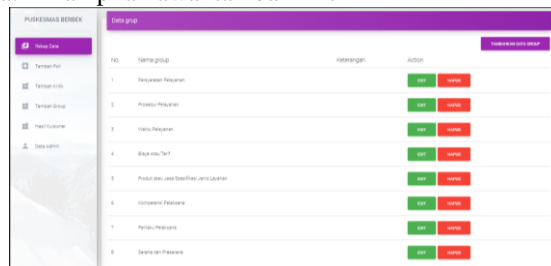 PUSKESMAS BERBEK
Data grup
Rekap Data
TAMBAHKAN DATA GROUP
Tambah Poli
Tambah Kritik
Tambah Group
Hasil Kuisioner
Data Admin
No Nama group Keterangan Action
1 Persyaratan Pelayanan EDIT HAPUS
2 Prosedur Pelayanan EDIT HAPUS
3 Waktu Pelayanan EDIT HAPUS
4 Biaya atau Tarif EDIT HAPUS
5 Produk atau Jasa Spesifikasi Jenis Layanan EDIT HAPUS
6 Kompetensi Pelaksana EDIT HAPUS
7 Perilaku Pelaksana EDIT HAPUS
8 Sarana dan Prasarana EDIT HAPUS